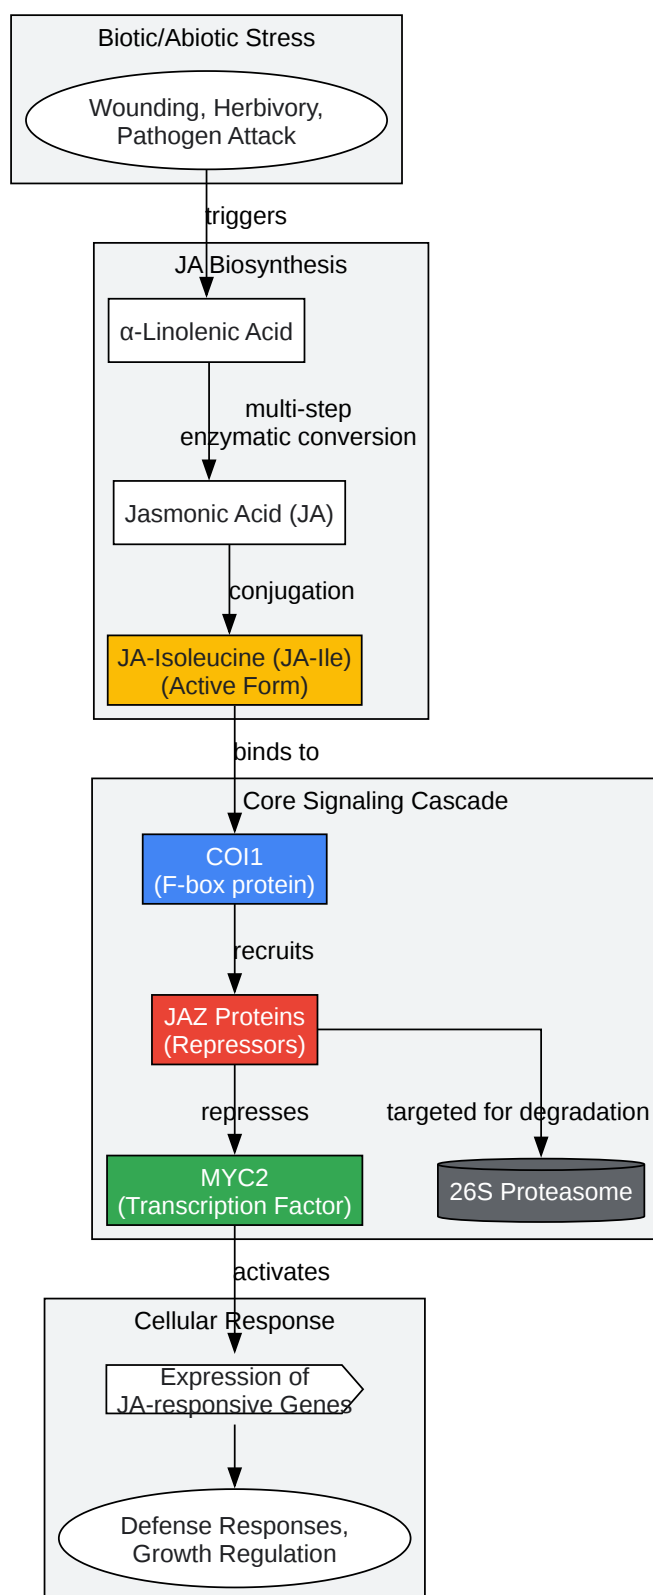 Biotic/Abiotic Stress
Wounding, Herbivory,
Pathogen Attack
triggers
JA Biosynthesis
α-Linolenic Acid
multi-step
enzymatic conversion
Jasmonic Acid (JA)
conjugation
JA-Isoleucine (JA-Ile)
(Active Form)
binds to
Core Signaling Cascade
COI1
(F-box protein)
recruits
JAZ Proteins
(Repressors)
represses
targeted for degradation
MYC2
(Transcription Factor)
26S Proteasome
activates
Cellular Response
Expression of
JA-responsive Genes
Defense Responses,
Growth Regulation